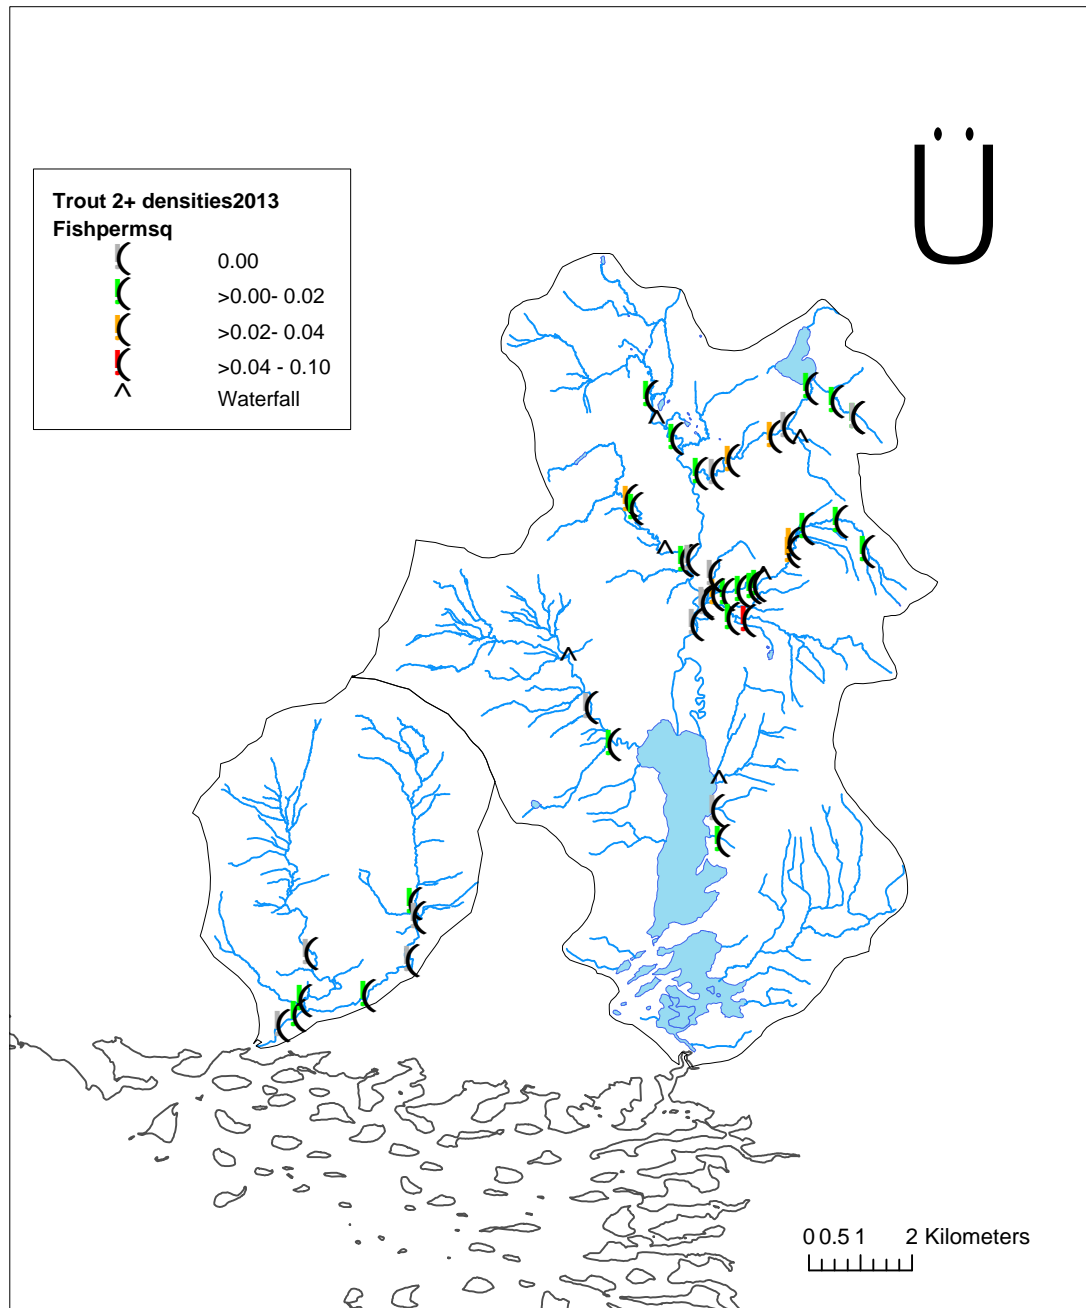 Ü
Trout 2+ densities2013
Fishpermsq
0.00
>0.00- 0.02
>0.02- 0.04
>0.04 - 0.10
Waterfall
0 0.5 1 2 Kilometers